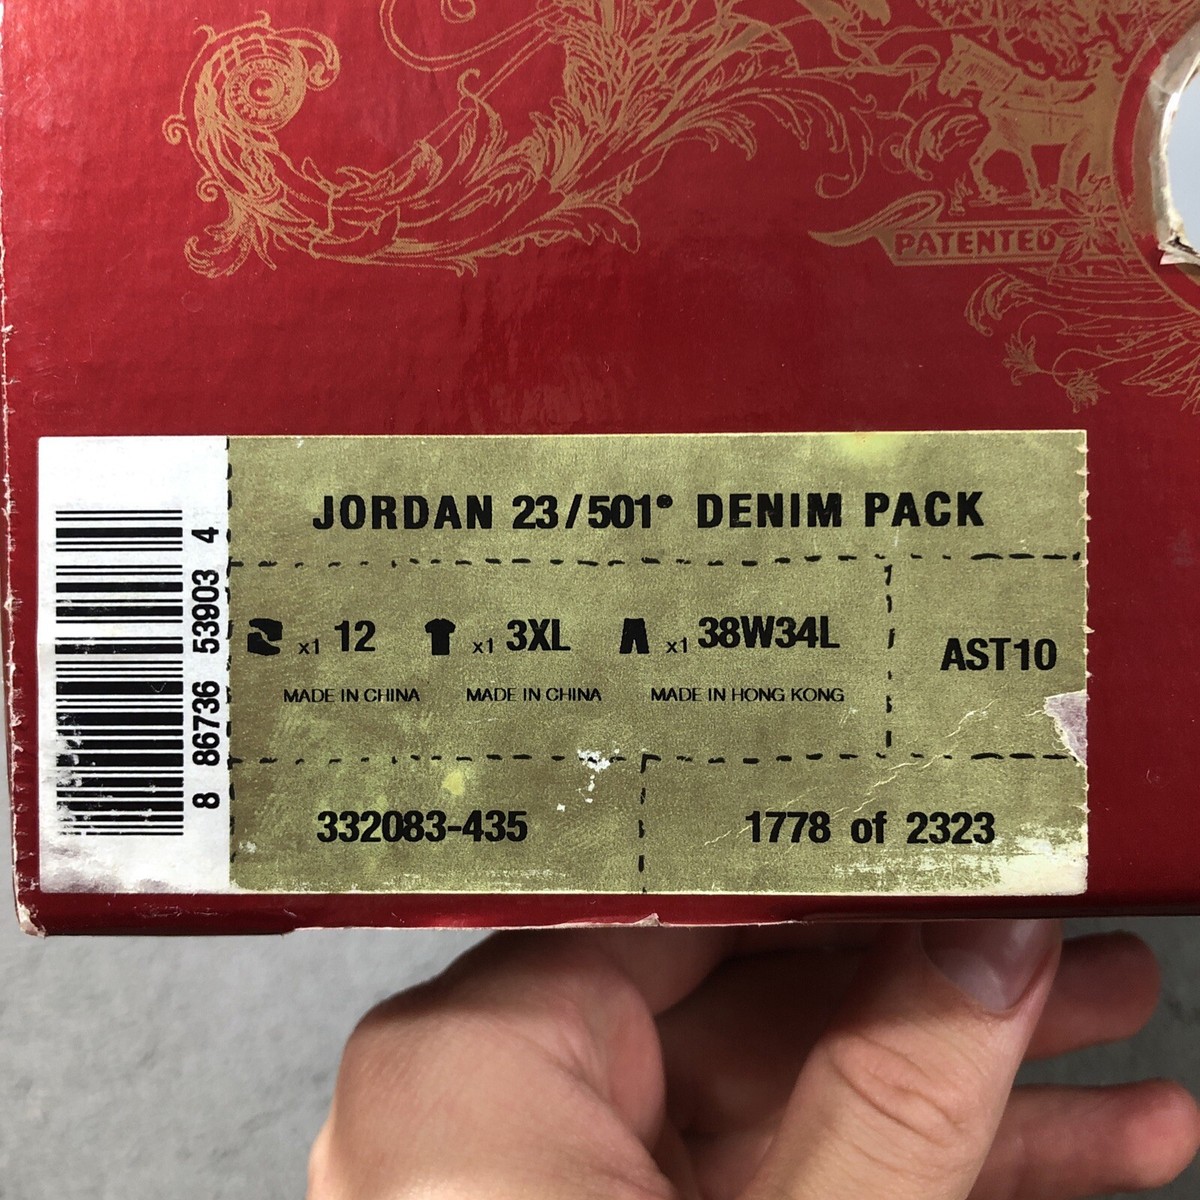 PATENTED
JORDAN 23/501® DENIM PACK
x1 12 x1 3XL x1 38W34L
MADE IN CHINA MADE IN CHINA MADE IN HONG KONG
AST10
332083-435 1778 of 2323
8 86736 53903 4